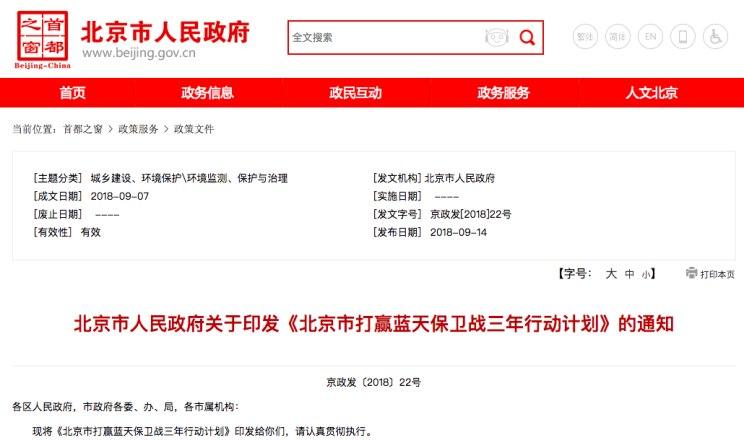 首都之窗
Beijing-China
北京市人民政府
www.beijing.gov.cn
全文搜索
繁体 简体 EN
首页 政务信息 政民互动 政务服务 人文北京
当前位置：首都之窗 > 政策服务 > 政策文件
[主题分类] 城乡建设、环境保护\环境监测、保护与治理 [发文机构] 北京市人民政府
[成文日期] 2018-09-07 [实施日期] ----
[废止日期] ---- [发文字号] 京政发[2018]22号
[有效性] 有效 [发布日期] 2018-09-14
【字号： 大 中 小】 打印本页
北京市人民政府关于印发《北京市打赢蓝天保卫战三年行动计划》的通知
京政发〔2018〕22号
各区人民政府，市政府各委、办、局，各市属机构：
现将《北京市打赢蓝天保卫战三年行动计划》印发给你们，请认真贯彻执行。